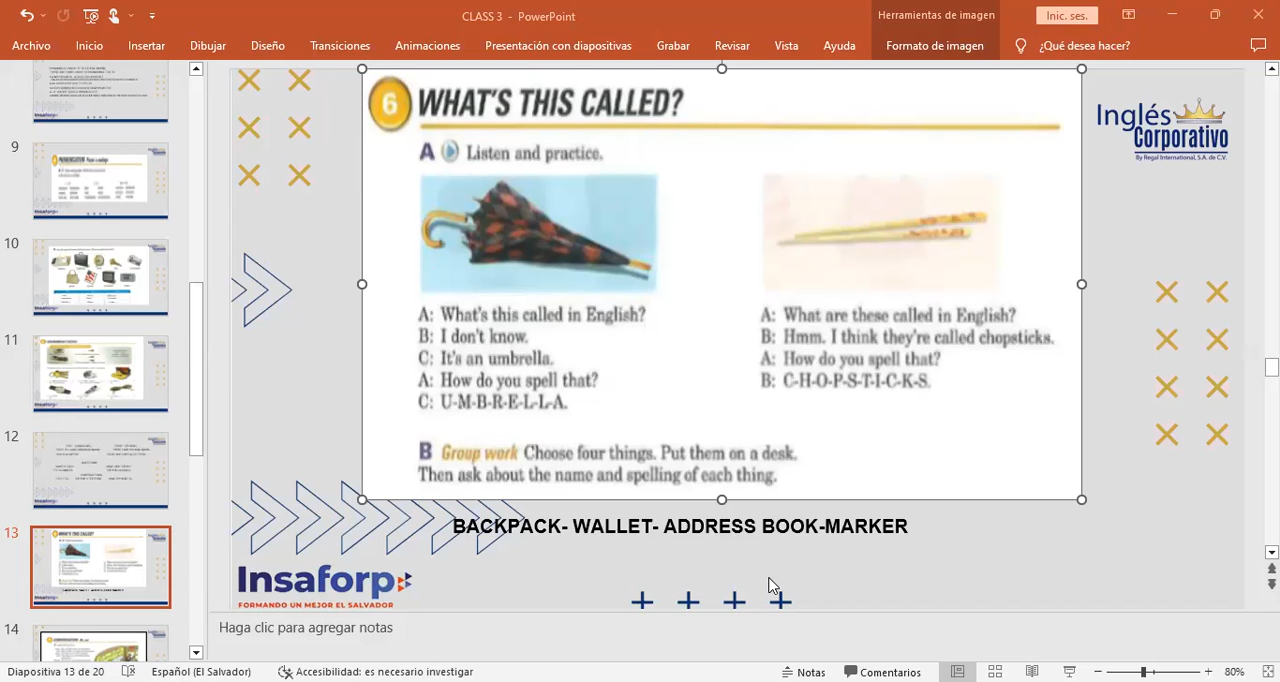 CLASS 3 - PowerPoint
Herramientas de imagen
Inic. ses.
Archivo
Inicio
Insertar
Dibujar
Diseño
Transiciones
Animaciones
Presentación con diapositivas
Grabar
Revisar
Vista
Ayuda
Formato de imagen
¿Qué desea hacer?
9
10
11
12
13
14
6 WHAT'S THIS CALLED?
A Listen and practice.
A: What's this called in English?
B: I don't know.
C: It's an umbrella.
A: How do you spell that?
C: U-M-B-R-E-L-L-A.
A: What are these called in English?
B: Hmm. I think they're called chopsticks.
A: How do you spell that?
B: C-H-O-P-S-T-I-C-K-S.
B Group work Choose four things. Put them on a desk.
Then ask about the name and spelling of each thing.
BACKPACK- WALLET- ADDRESS BOOK-MARKER
Inglés
Corporativo
By Regal International, S.A. de C.V.
Insaforp
FORMANDO UN MEJOR EL SALVADOR
Haga clic para agregar notas
Diapositiva 13 de 20
Español (El Salvador)
Accesibilidad: es necesario investigar
Notas
Comentarios
80%